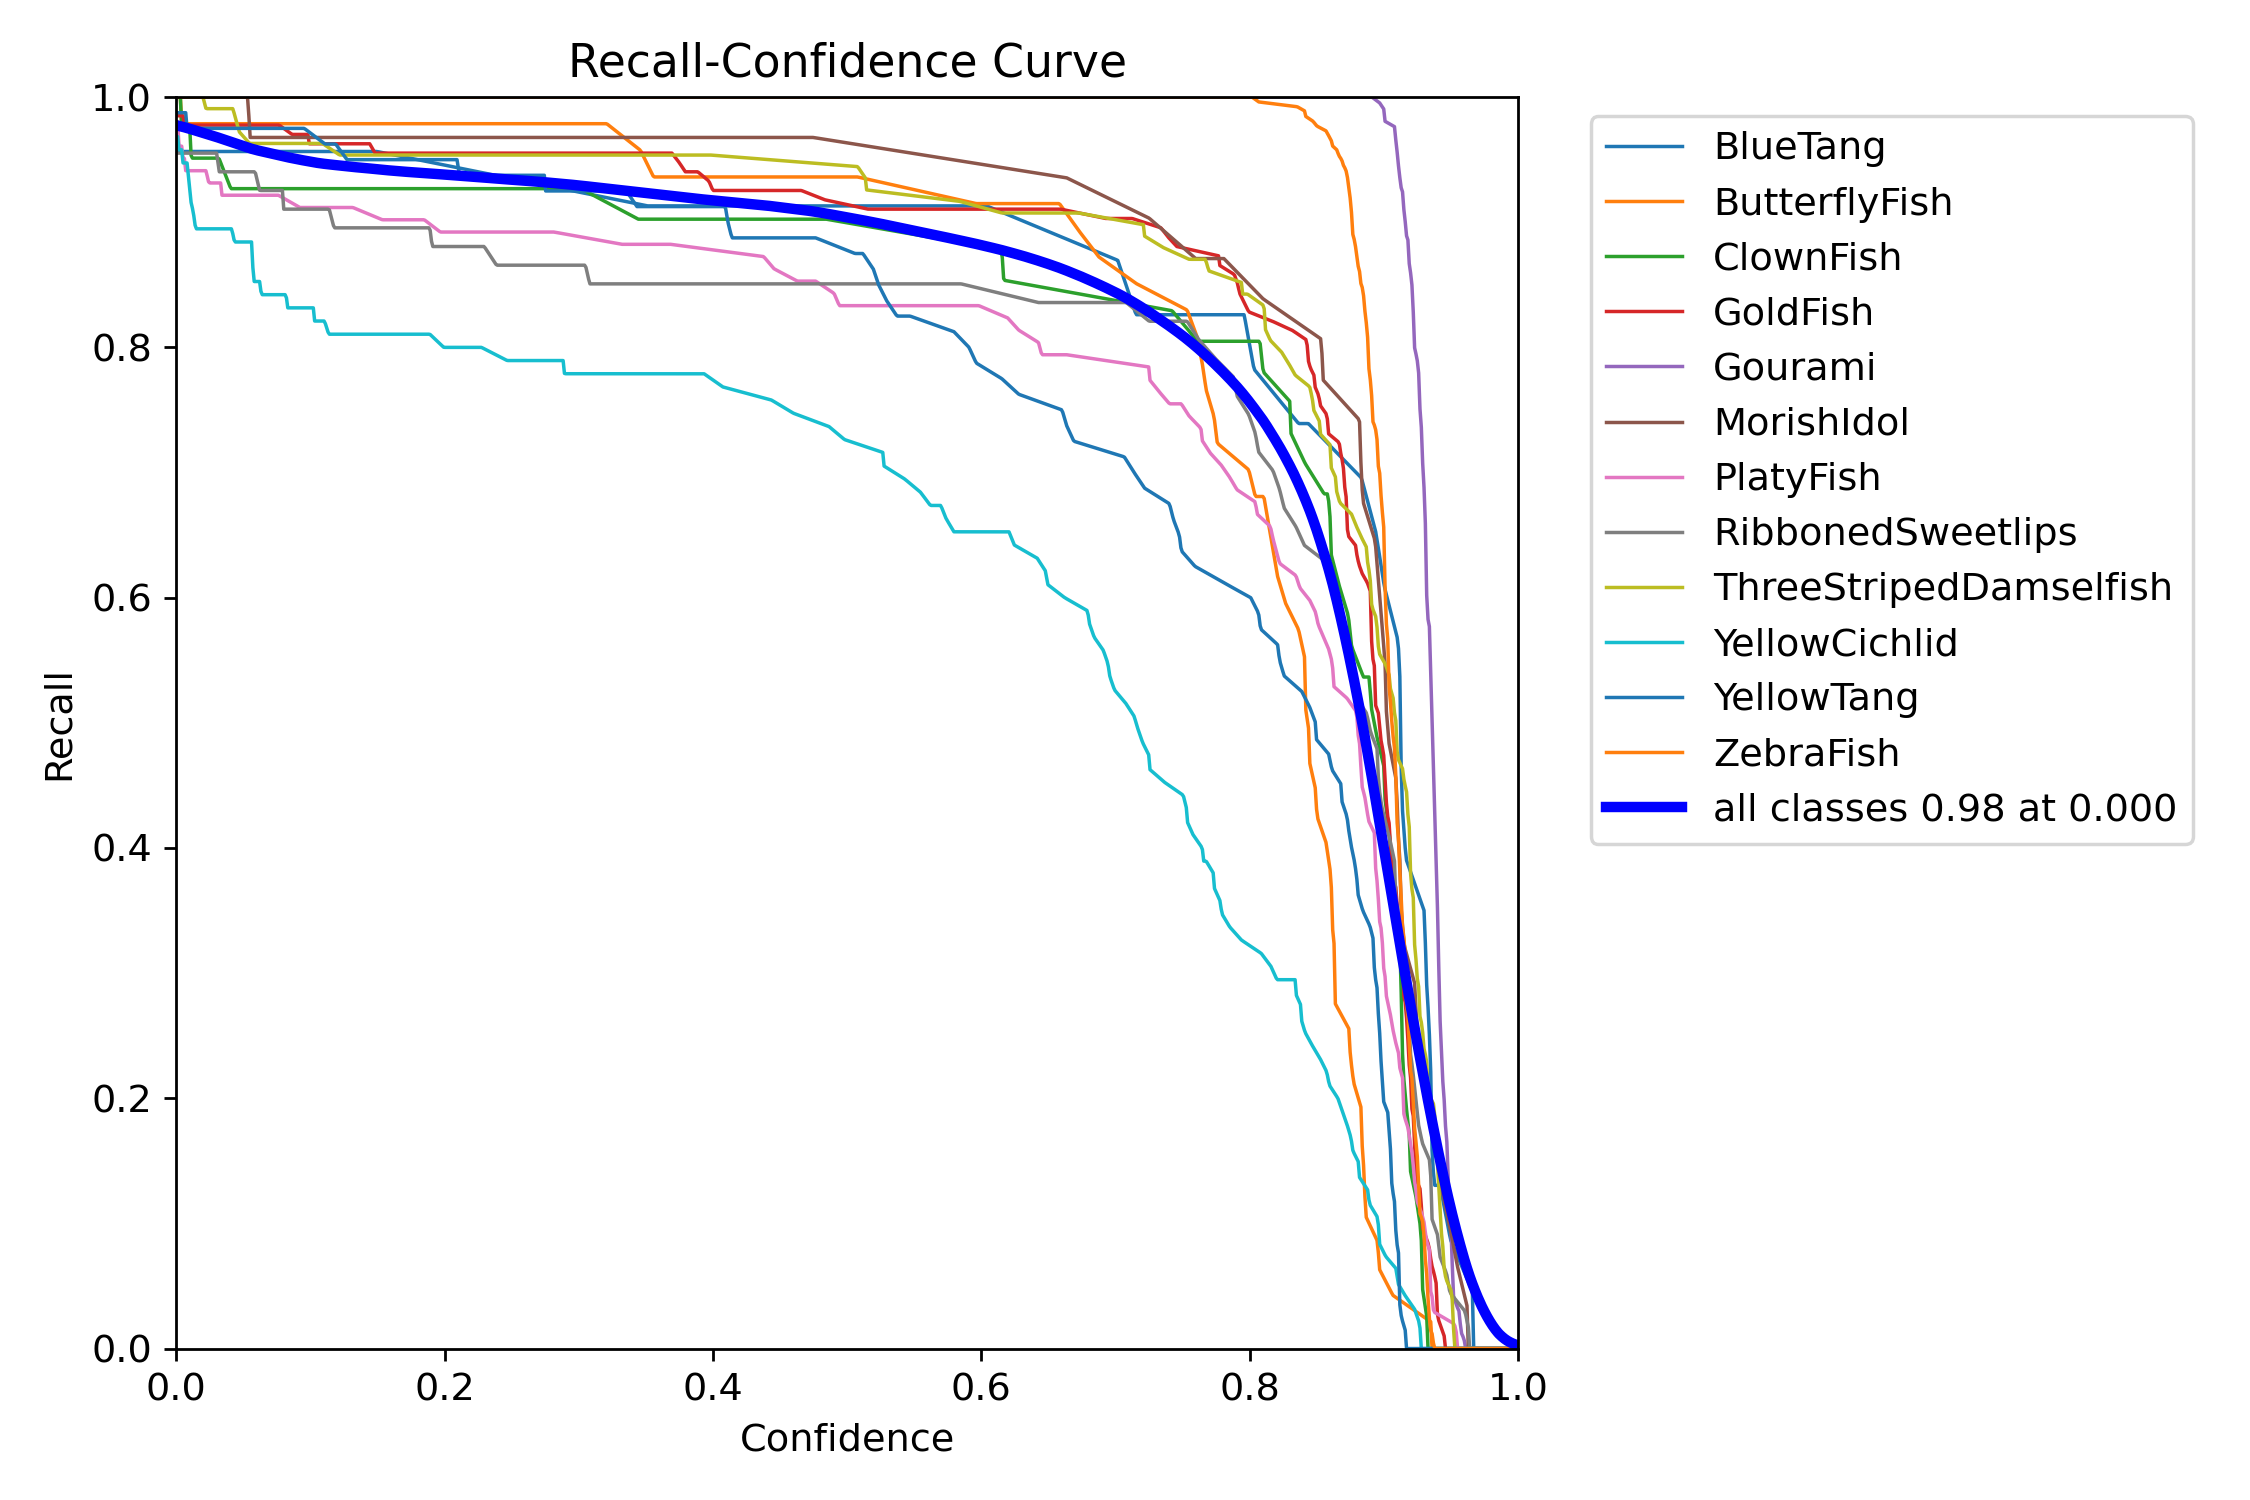 Recall-Confidence Curve
1.0
0.8
0.6
0.4
0.2
0.0
Recall
0.0 0.2 0.4 0.6 0.8 1.0
Confidence
BlueTang
ButterflyFish
ClownFish
GoldFish
Gourami
MorishIdol
PlatyFish
RibbonedSweetlips
ThreeStripedDamselfish
YellowCichlid
YellowTang
ZebraFish
all classes 0.98 at 0.000